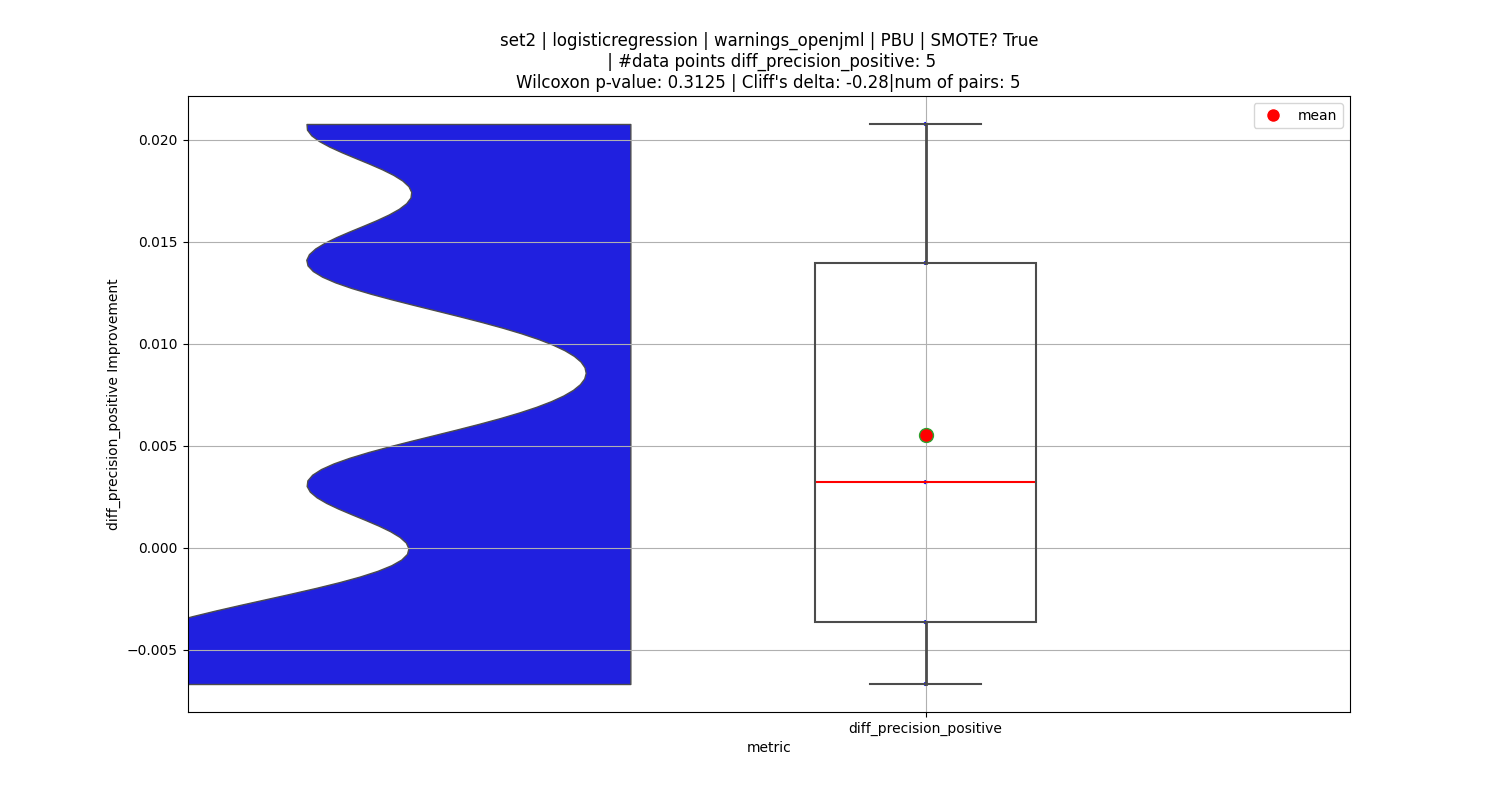 set2 | logisticregression | warnings_openjml | PBU | SMOTE? True
| #data points diff_precision_positive: 5
Wilcoxon p-value: 0.3125 | Cliff's delta: -0.28|num of pairs: 5
mean
0.020
0.015
0.010
0.005
0.000
−0.005
diff_precision_positive Improvement
diff_precision_positive
metric